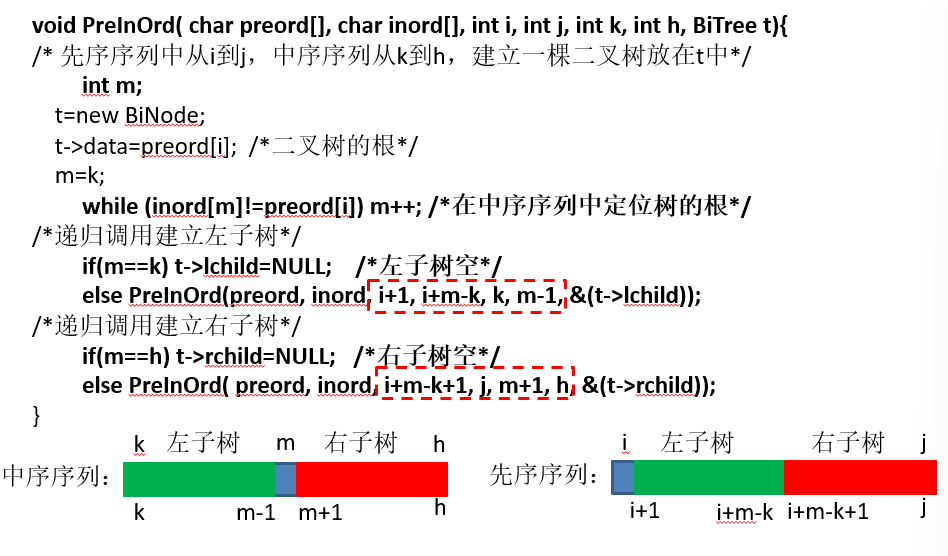 void PreInOrd( char preord[], char inord[], int i, int j, int k, int h, BiTree t){
/* 先序序列中从i到j，中序序列从k到h，建立一棵二叉树放在t中*/
int m;
t=new BiNode;
t->data=preord[i]; /*二叉树的根*/
m=k;
while (inord[m]!=preord[i]) m++; /*在中序序列中定位树的根*/
/*递归调用建立左子树*/
if(m==k) t->lchild=NULL; /*左子树空*/
else PreInOrd(preord, inord, i+1, i+m-k, k, m-1, &(t->lchild));
/*递归调用建立右子树*/
if(m==h) t->rchild=NULL; /*右子树空*/
else PreInOrd( preord, inord, i+m-k+1, j, m+1, h, &(t->rchild));
}
k 左子树 m 右子树 h i 左子树 右子树 j
中序序列： 先序序列：
k m-1 m+1 h i+1 i+m-k i+m-k+1 j